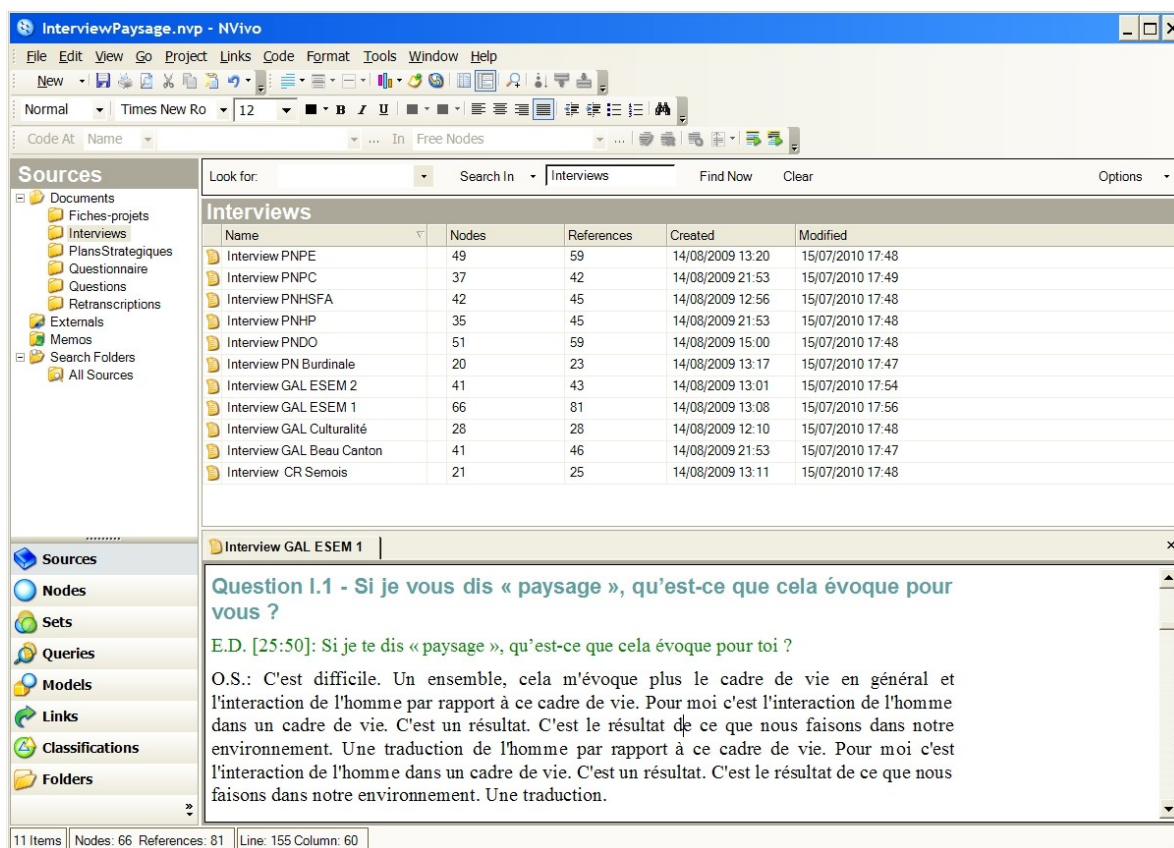 InterviewPaysage.nvp - NVivo
File Edit View Go Project Links Code Format Tools Window Help
New
Normal Times New Ro 12 B I U
Code At Name ... In Free Nodes ...
Sources
Documents
Fiches-projets
Interviews
PlansStrategiques
Questionnaire
Questions
Retranscriptions
Externals
Memos
Search Folders
All Sources
Look for: Search In Interviews Find Now Clear Options
Interviews
Name Nodes References Created Modified
Interview PNPE 49 59 14/08/2009 13:20 15/07/2010 17:48
Interview PNPC 37 42 14/08/2009 21:53 15/07/2010 17:49
Interview PNHSFA 42 45 14/08/2009 12:56 15/07/2010 17:48
Interview PNHP 35 45 14/08/2009 21:53 15/07/2010 17:48
Interview PNDO 51 59 14/08/2009 15:00 15/07/2010 17:48
Interview PN Burdinale 20 23 14/08/2009 13:17 15/07/2010 17:47
Interview GAL ESEM 2 41 43 14/08/2009 13:01 15/07/2010 17:54
Interview GAL ESEM 1 66 81 14/08/2009 13:08 15/07/2010 17:56
Interview GAL Culturalité 28 28 14/08/2009 12:10 15/07/2010 17:48
Interview GAL Beau Canton 41 46 14/08/2009 21:53 15/07/2010 17:47
Interview CR Semois 21 25 14/08/2009 13:11 15/07/2010 17:48
Sources
Nodes
Sets
Queries
Models
Links
Classifications
Folders
Interview GAL ESEM 1
Question I.1 - Si je vous dis « paysage », qu'est-ce que cela évoque pour
vous ?
E.D. [25:50]: Si je te dis « paysage », qu'est-ce que cela évoque pour toi ?
O.S.: C'est difficile. Un ensemble, cela m'évoque plus le cadre de vie en général et
l'interaction de l'homme par rapport à ce cadre de vie. Pour moi c'est l'interaction de l'homme
dans un cadre de vie. C'est un résultat. C'est le résultat de ce que nous faisons dans notre
environnement. Une traduction de l'homme par rapport à ce cadre de vie. Pour moi c'est
l'interaction de l'homme dans un cadre de vie. C'est un résultat. C'est le résultat de ce que nous
faisons dans notre environnement. Une traduction.
11 Items Nodes: 66 References: 81 Line: 155 Column: 60